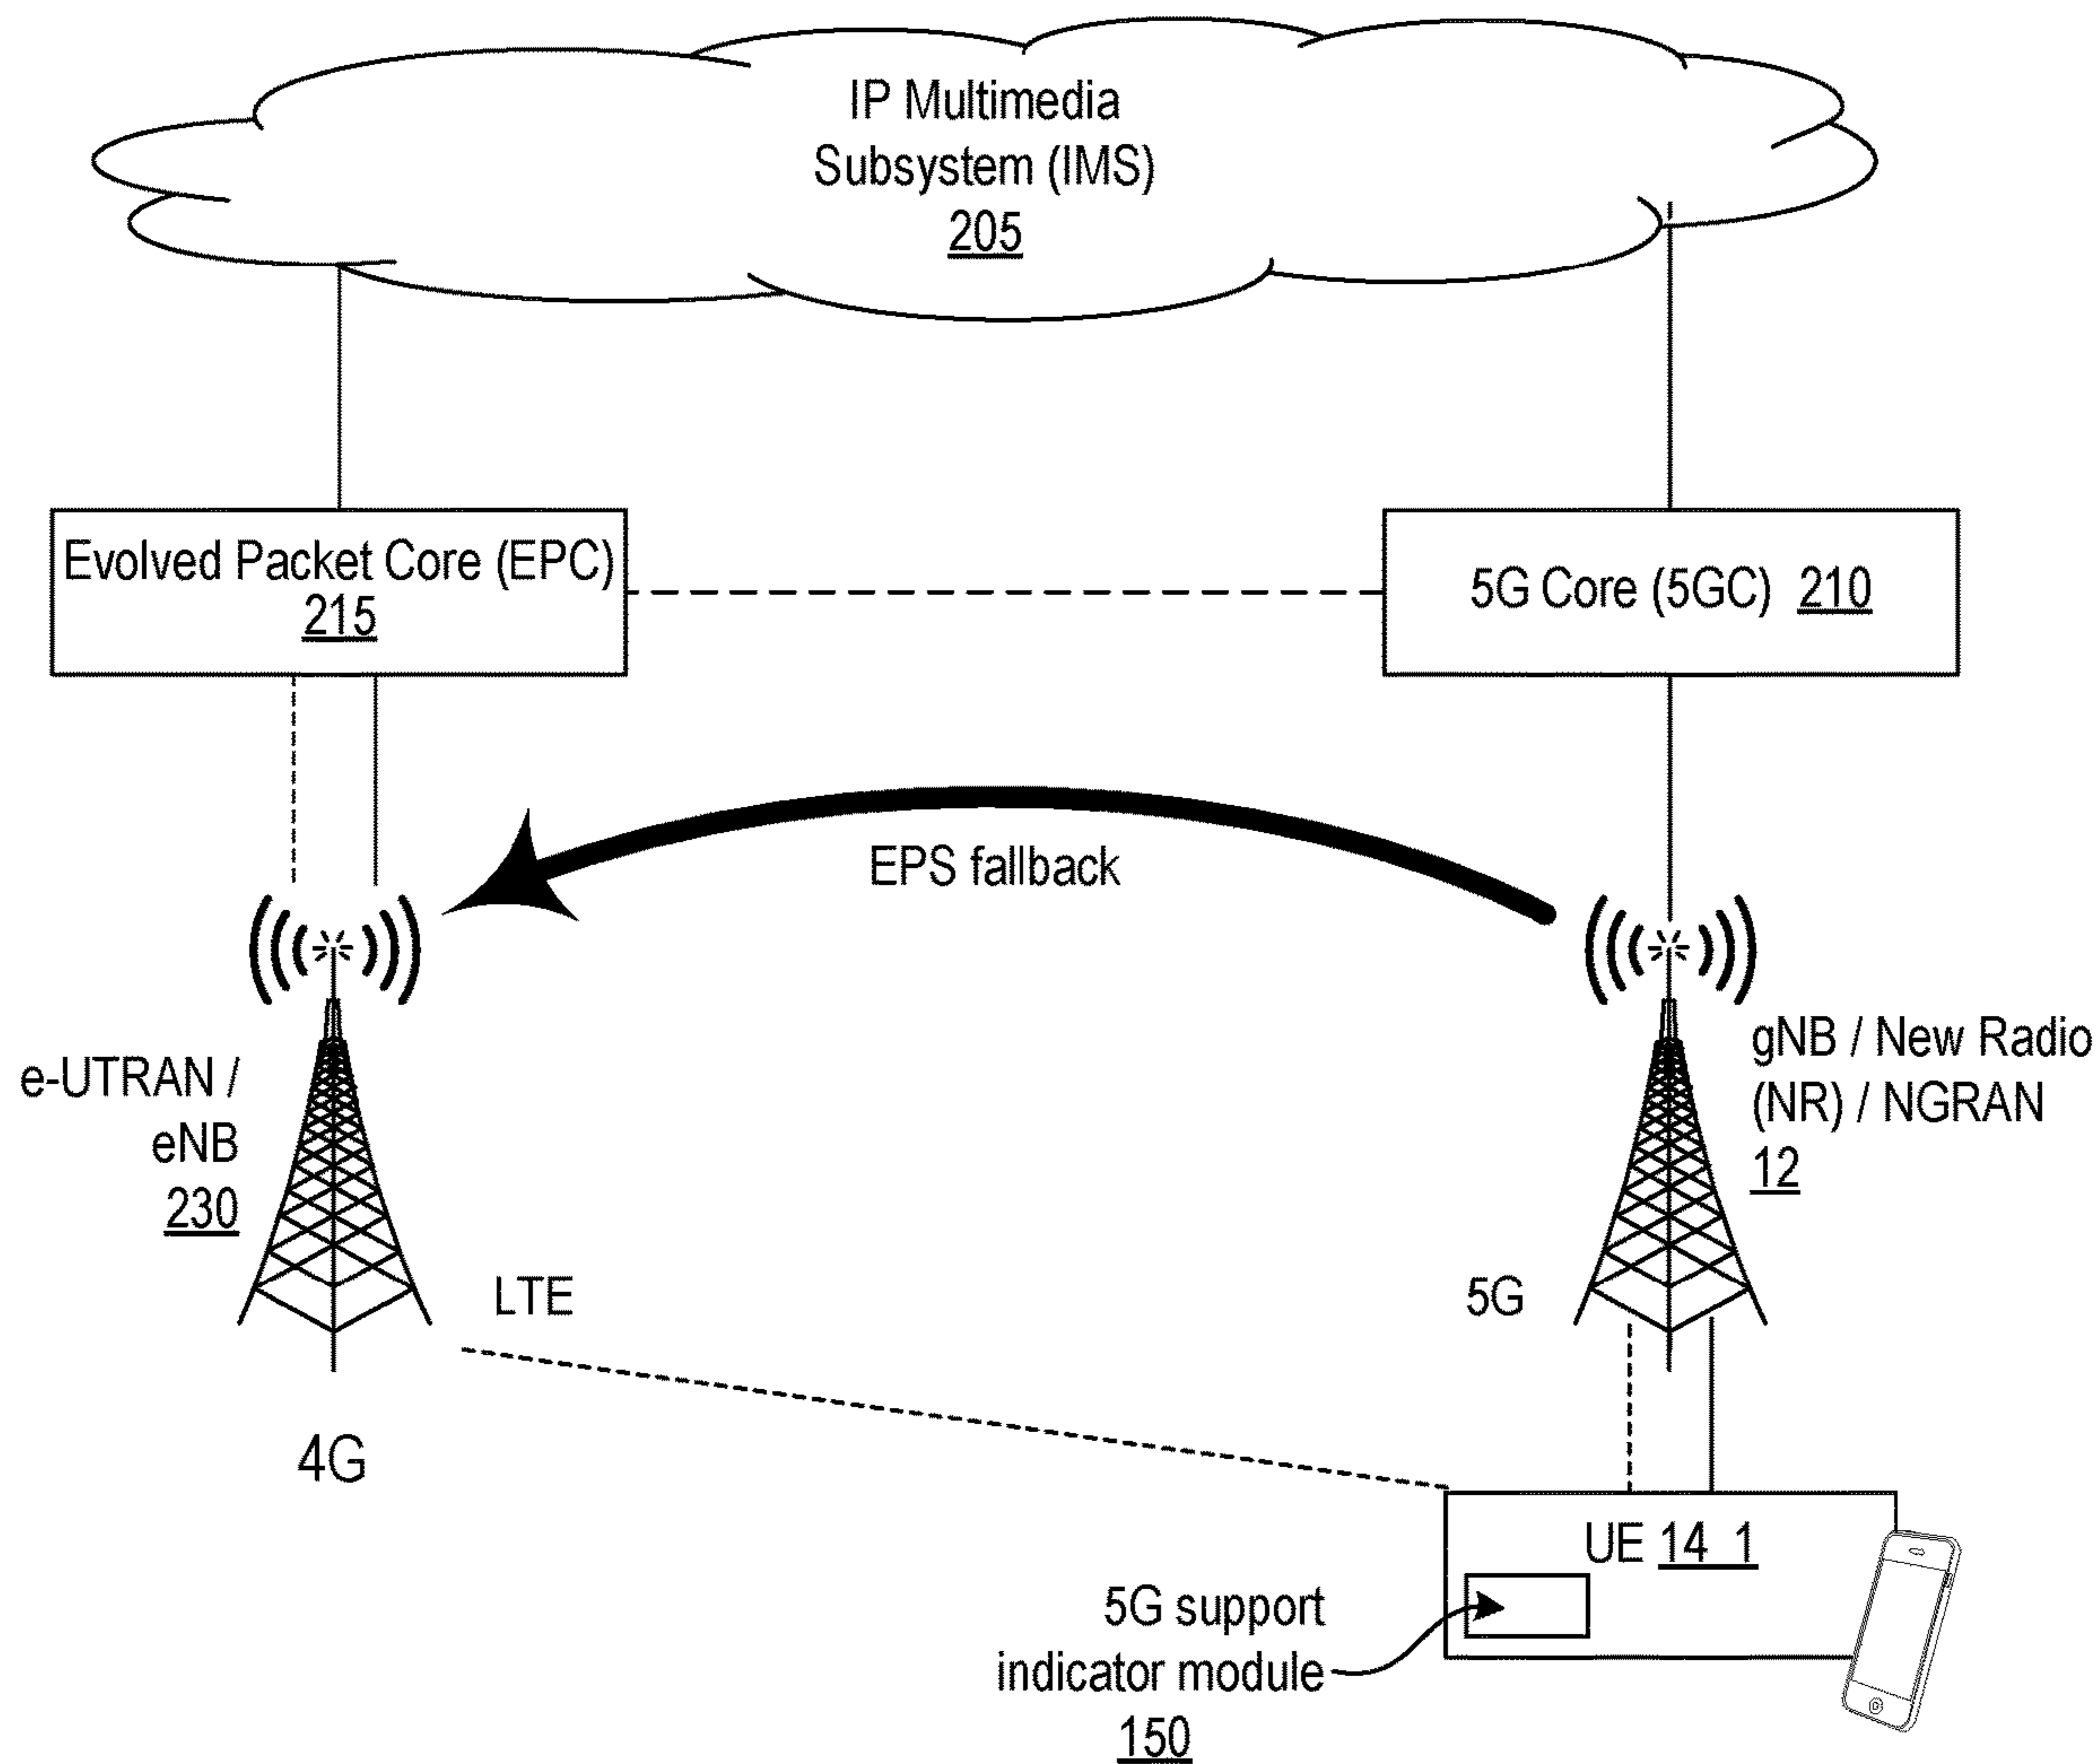 IP Multimedia
Subsystem (IMS)
205
Evolved Packet Core (EPC)
215
5G Core (5GC) 210
EPS fallback
e-UTRAN /
eNB
230
gNB / New Radio
(NR) / NGRAN
12
LTE
5G
4G
UE 14_1
5G support
indicator module
150